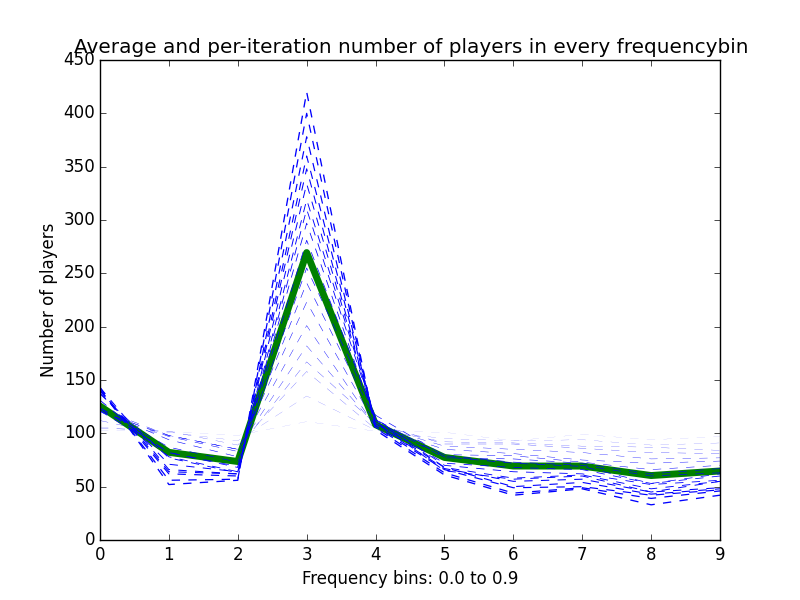 Average and per-iteration number of players in every frequencybin
450
400
350
300
250
200
150
100
50
0
Number of players
0 1 2 3 4 5 6 7 8 9
Frequency bins: 0.0 to 0.9